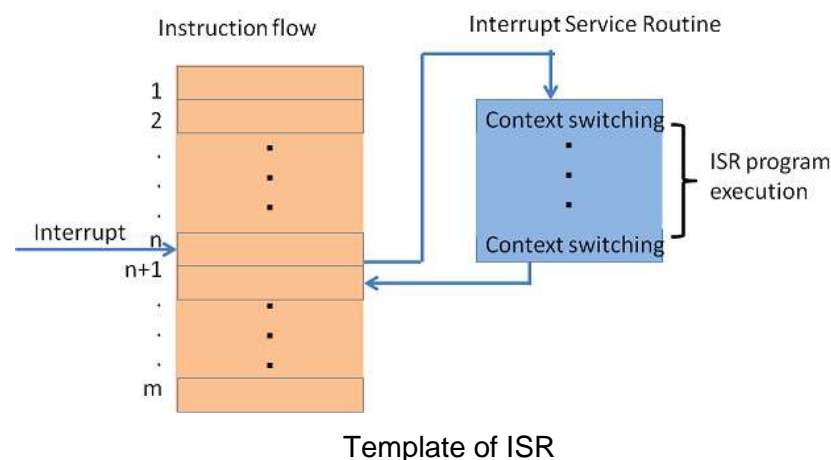 Instruction flow
Interrupt Service Routine
1
2
.
.
.
Interrupt
n
n+1
.
.
.
m
Context switching
Context switching
ISR program
execution
Template of ISR